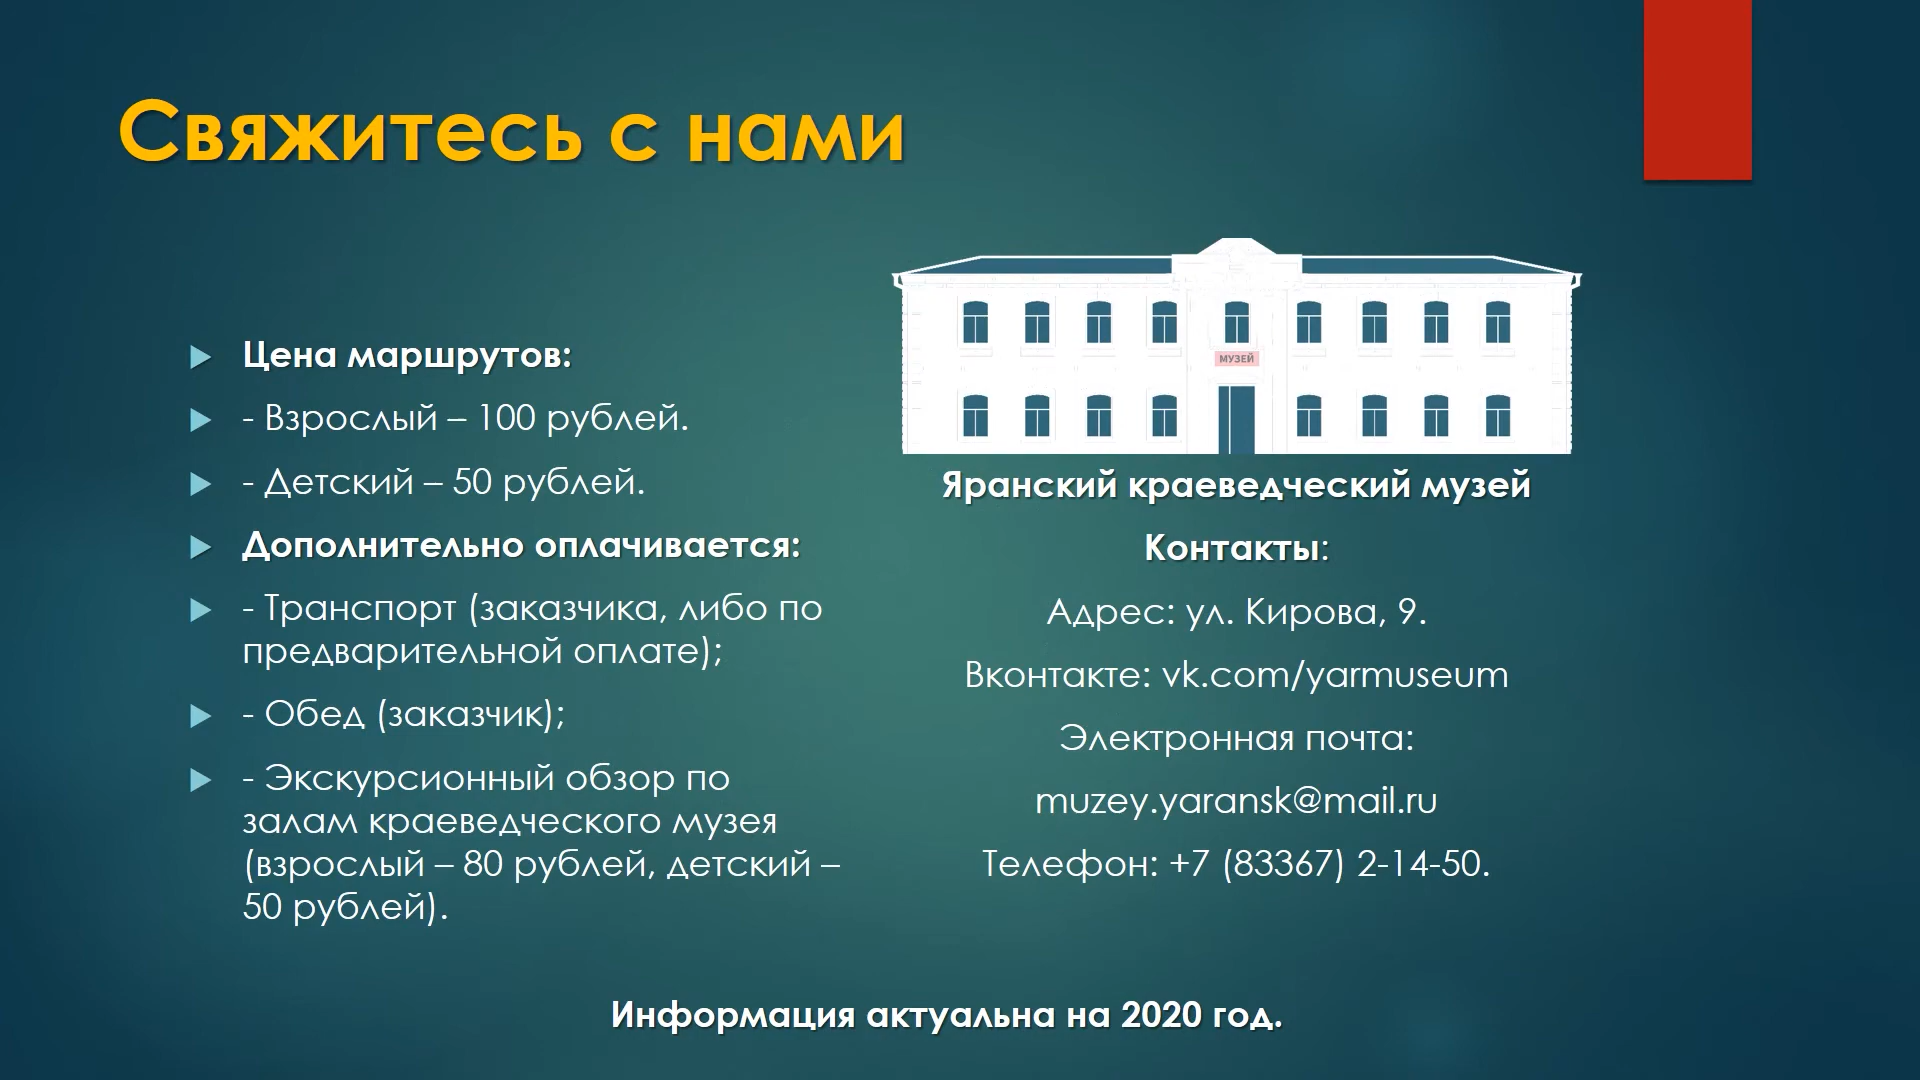 Свяжитесь с нами
Цена маршрутов:
- Взрослый – 100 рублей.
- Детский – 50 рублей.
Дополнительно оплачивается:
- Транспорт (заказчика, либо по
предварительной оплате);
- Обед (заказчик);
- Экскурсионный обзор по
залам краеведческого музея
(взрослый – 80 рублей, детский –
50 рублей).
МУЗЕЙ
Яранский краеведческий музей
Контакты:
Адрес: ул. Кирова, 9.
Вконтакте: vk.com/yarmuseum
Электронная почта:
muzey.yaransk@mail.ru
Телефон: +7 (83367) 2-14-50.
Информация актуальна на 2020 год.